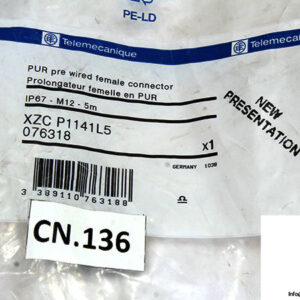 PE-LD
Telemecanique
Telemecanique
PUR pre wired female connector
Prolongateur femelle en PUR
IP67 - M12 - 5m
XZC P1141L5
076318
x1
NEW
PRESENTATION
GERMANY 1039
3 389110 763188
CN.136